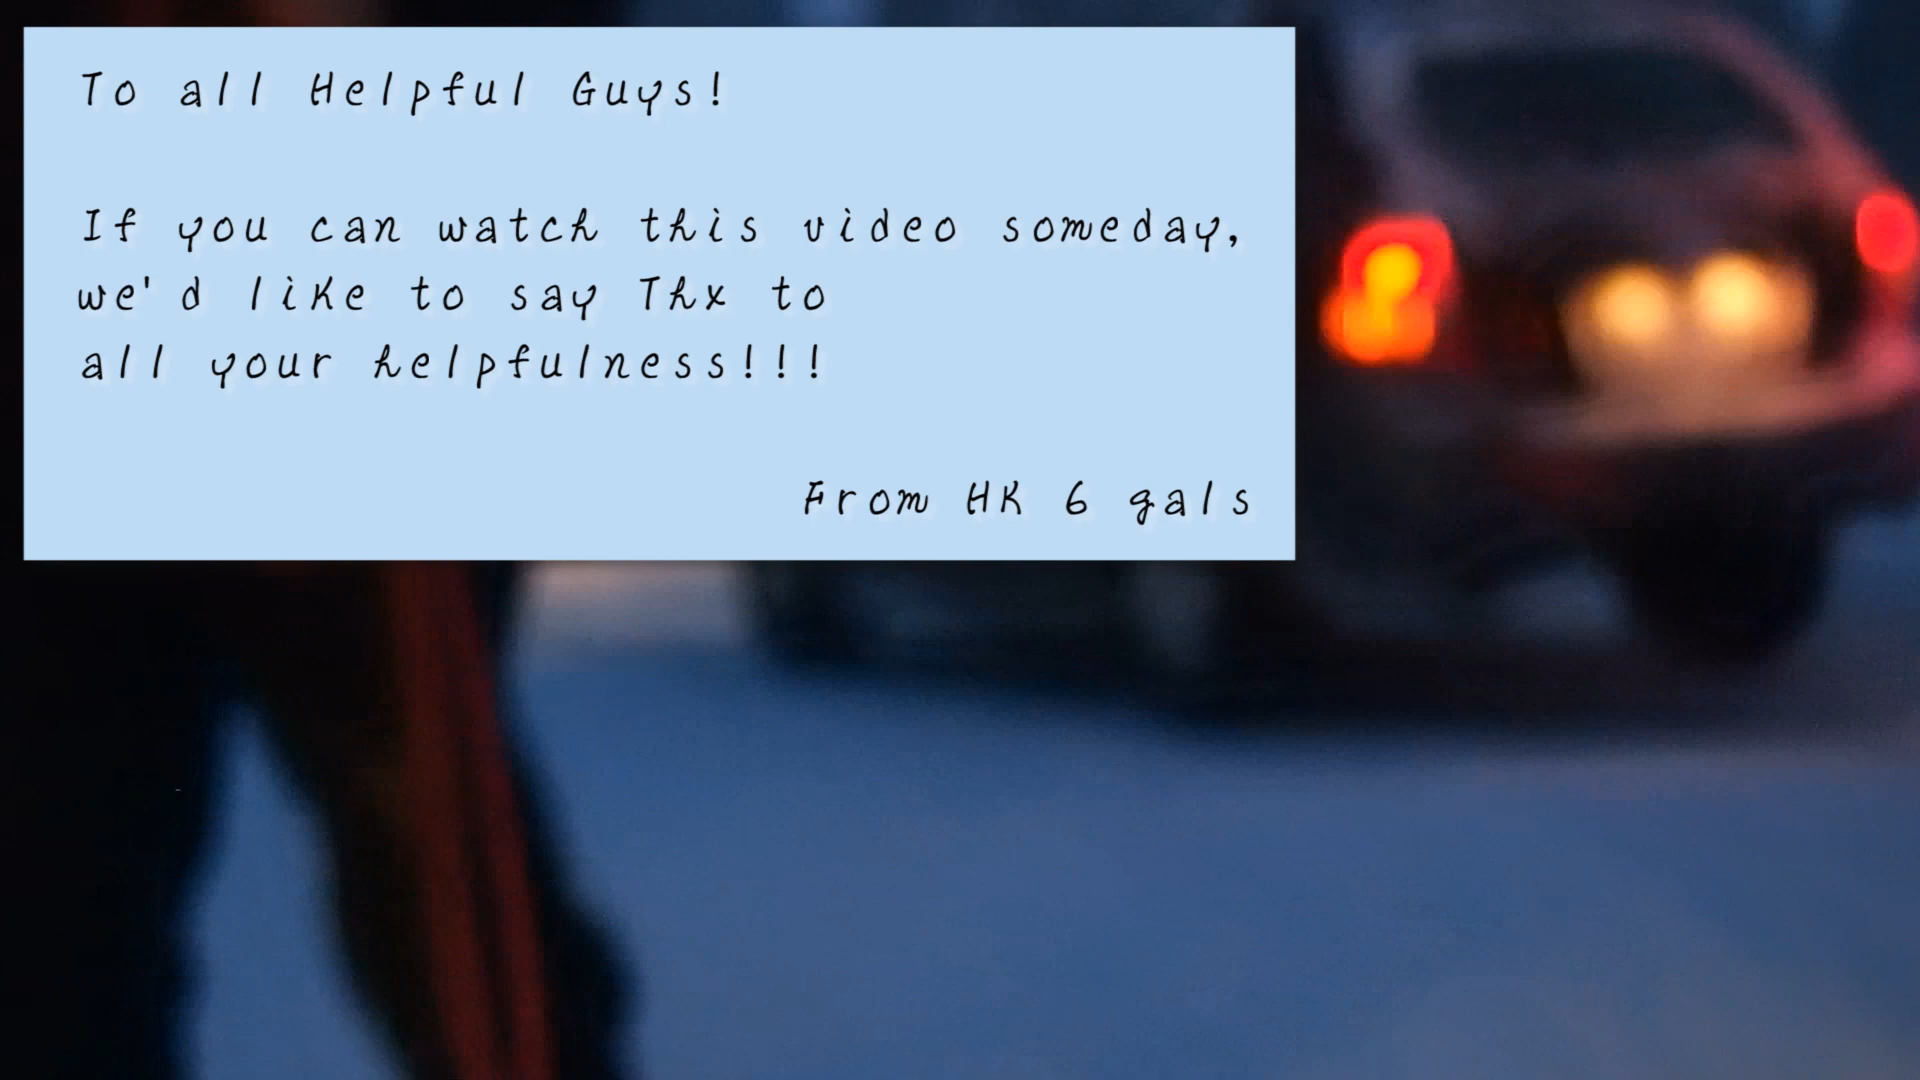 To all Helpful Guys!
If you can watch this video someday,
we'd like to say Thx to
all your helpfulness!!!
From HK 6 gals